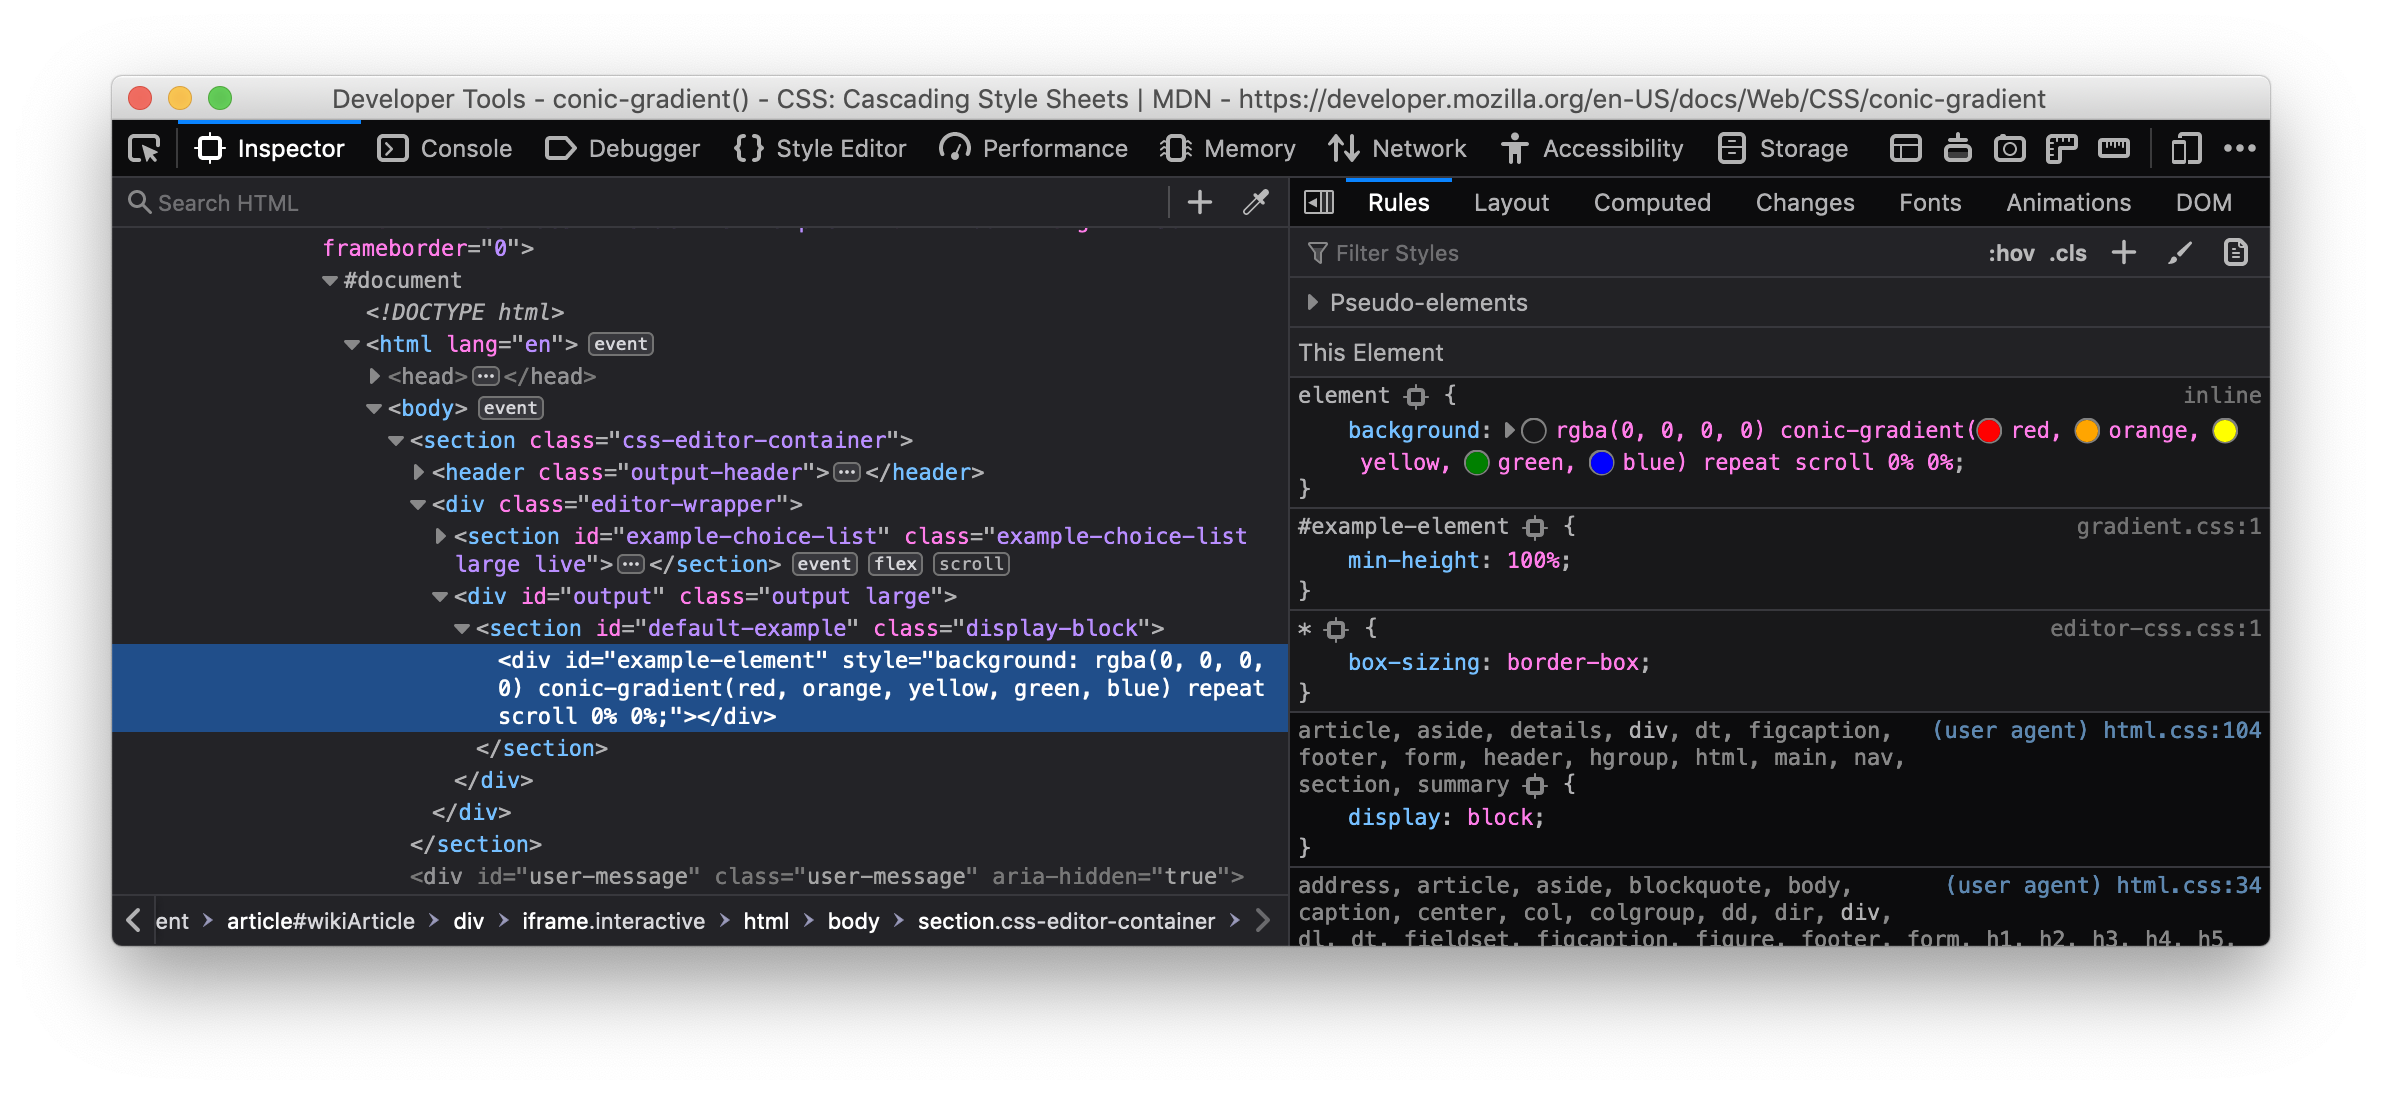 Developer Tools - conic-gradient() - CSS: Cascading Style Sheets | MDN - https://developer.mozilla.org/en-US/docs/Web/CSS/conic-gradient
Inspector Console Debugger Style Editor Performance Memory Network Accessibility Storage
Search HTML
frameborder="0">
#document
<!DOCTYPE html>
<html lang="en"> event
<head>•••</head>
<body> event
<section class="css-editor-container">
<header class="output-header">•••</header>
<div class="editor-wrapper">
<section id="example-choice-list" class="example-choice-list
large live">•••</section> event flex scroll
<div id="output" class="output large">
<section id="default-example" class="display-block">
<div id="example-element" style="background: rgba(0, 0, 0,
0) conic-gradient(red, orange, yellow, green, blue) repeat
scroll 0% 0%;"></div>
</section>
</div>
</div>
</section>
<div id="user-message" class="user-message" aria-hidden="true">
ent > article#wikiArticle > div > iframe.interactive > html > body > section.css-editor-container >
Rules Layout Computed Changes Fonts Animations DOM
Filter Styles :hov .cls +
Pseudo-elements
This Element
element { inline
background: rgba(0, 0, 0, 0) conic-gradient( red, orange,
yellow, green, blue) repeat scroll 0% 0%;
}
#example-element { gradient.css:1
min-height: 100%;
}
* { editor-css.css:1
box-sizing: border-box;
}
article, aside, details, div, dt, figcaption, (user agent) html.css:104
footer, form, header, hgroup, html, main, nav,
section, summary {
display: block;
}
address, article, aside, blockquote, body, (user agent) html.css:34
caption, center, col, colgroup, dd, dir, div,
dl, dt, fieldset, figcaption, figure, footer, form, h1, h2, h3, h4, h5,